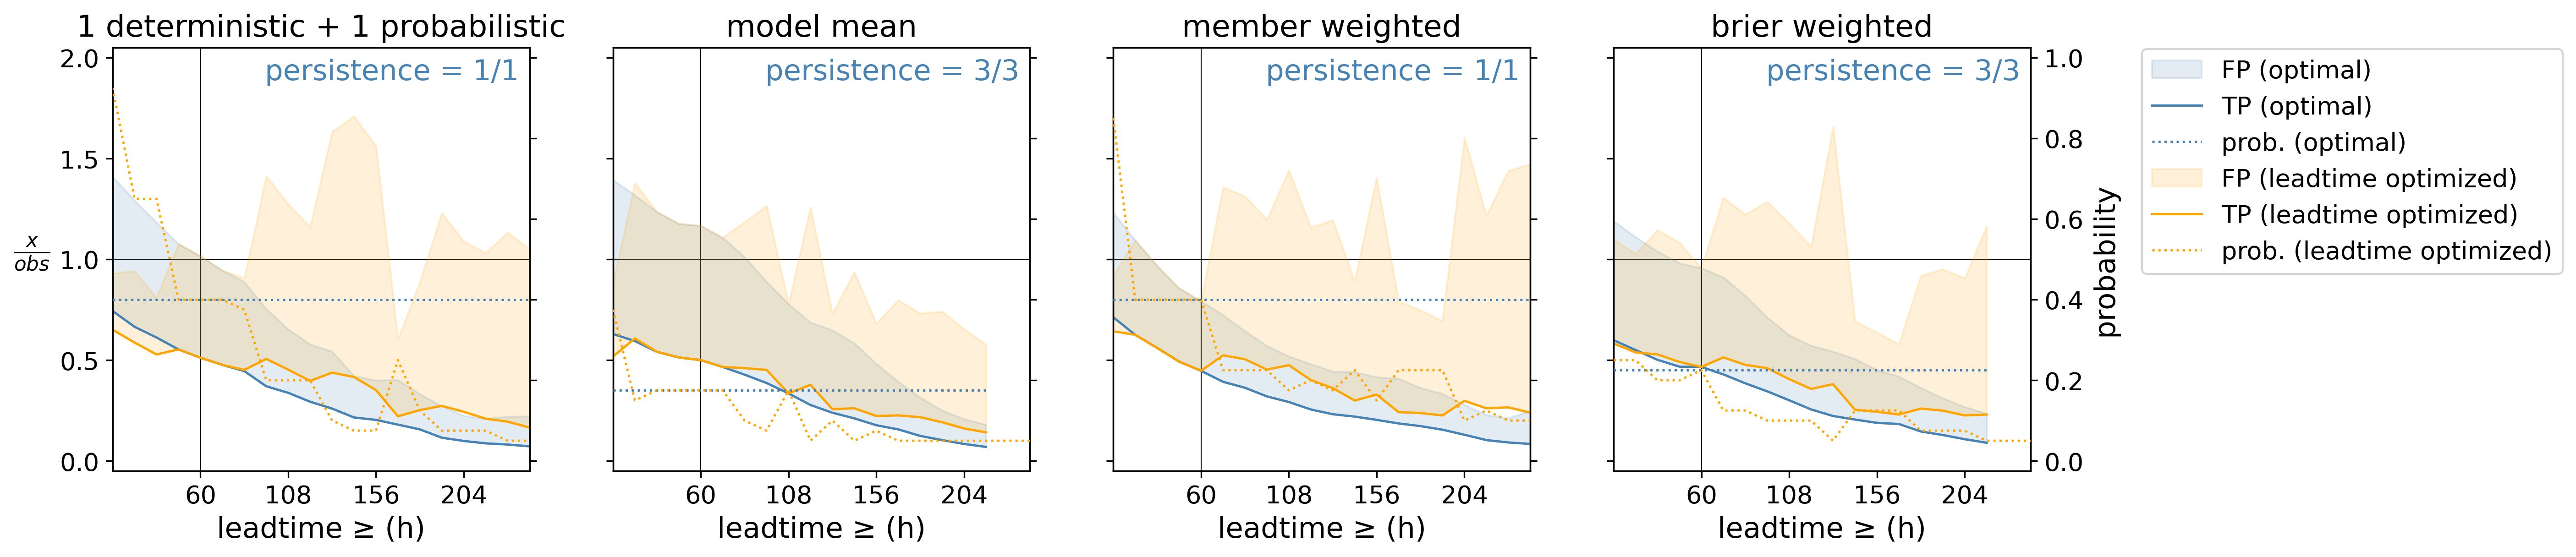 1 deterministic + 1 probabilistic
model mean
member weighted
brier weighted
persistence = 1/1
persistence = 3/3
persistence = 1/1
persistence = 3/3
2.0
1.5
1.0
0.5
0.0
x
obs
1.0
0.8
0.6
0.4
0.2
0.0
probability
60 108 156 204
60 108 156 204
60 108 156 204
60 108 156 204
leadtime ≥ (h)
leadtime ≥ (h)
leadtime ≥ (h)
leadtime ≥ (h)
FP (optimal)
TP (optimal)
prob. (optimal)
FP (leadtime optimized)
TP (leadtime optimized)
prob. (leadtime optimized)